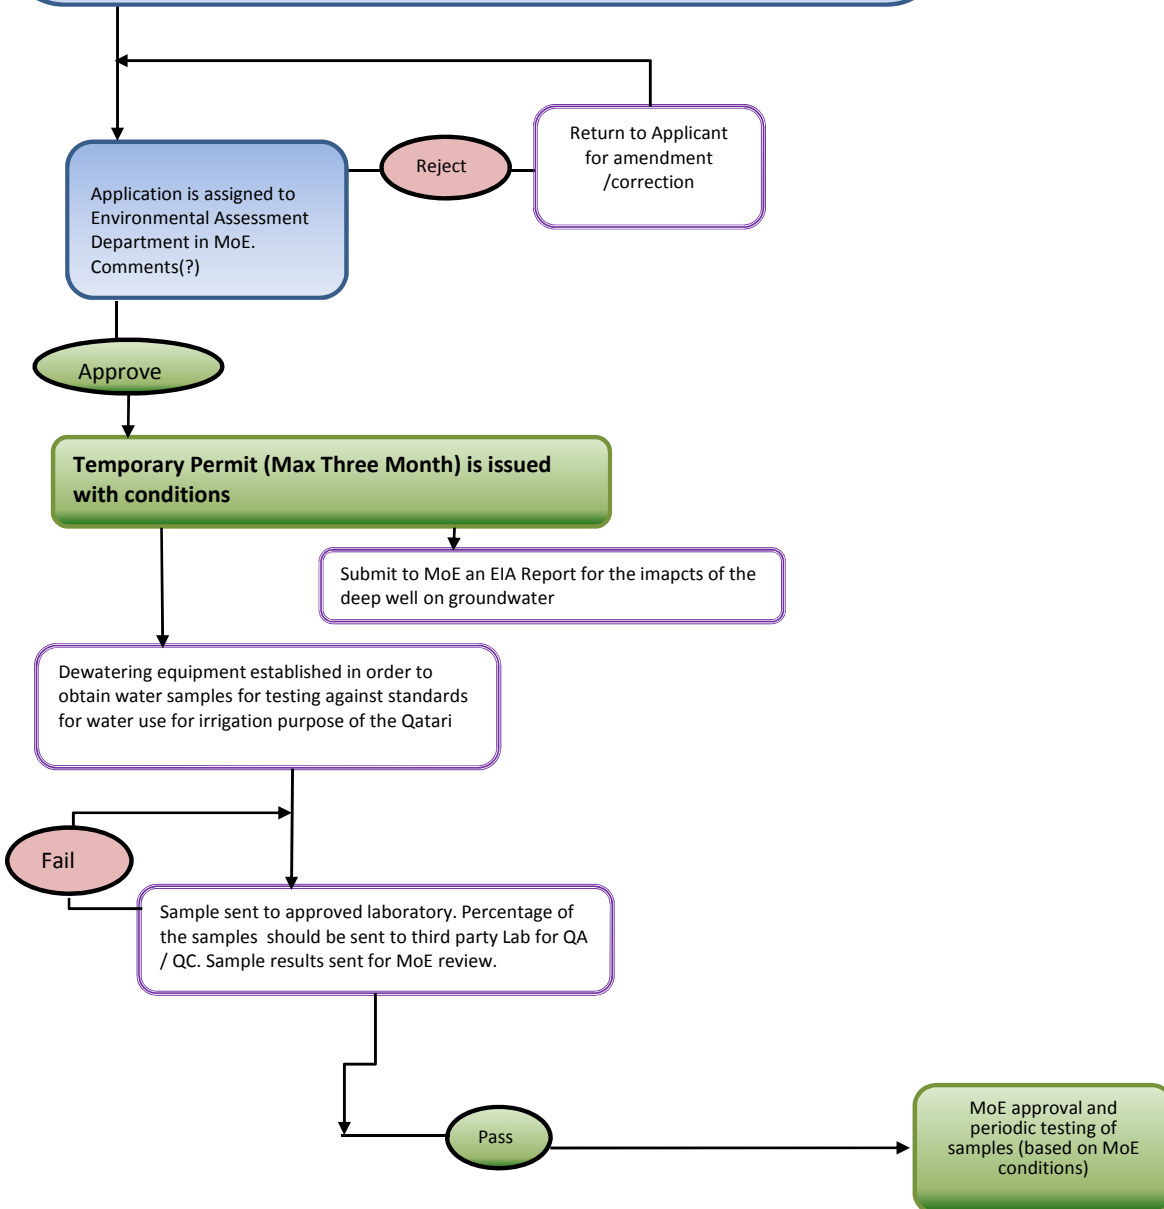 Return to Applicant
for amendment
/correction
Reject
Application is assigned to
Environmental Assessment
Department in MoE.
Comments(?)
Approve
Temporary Permit (Max Three Month) is issued
with conditions
Submit to MoE an EIA Report for the imapcts of the
deep well on groundwater
Dewatering equipment established in order to
obtain water samples for testing against standards
for water use for irrigation purpose of the Qatari
Fail
Sample sent to approved laboratory. Percentage of
the samples should be sent to third party Lab for QA
/ QC. Sample results sent for MoE review.
Pass
MoE approval and
periodic testing of
samples (based on MoE
conditions)